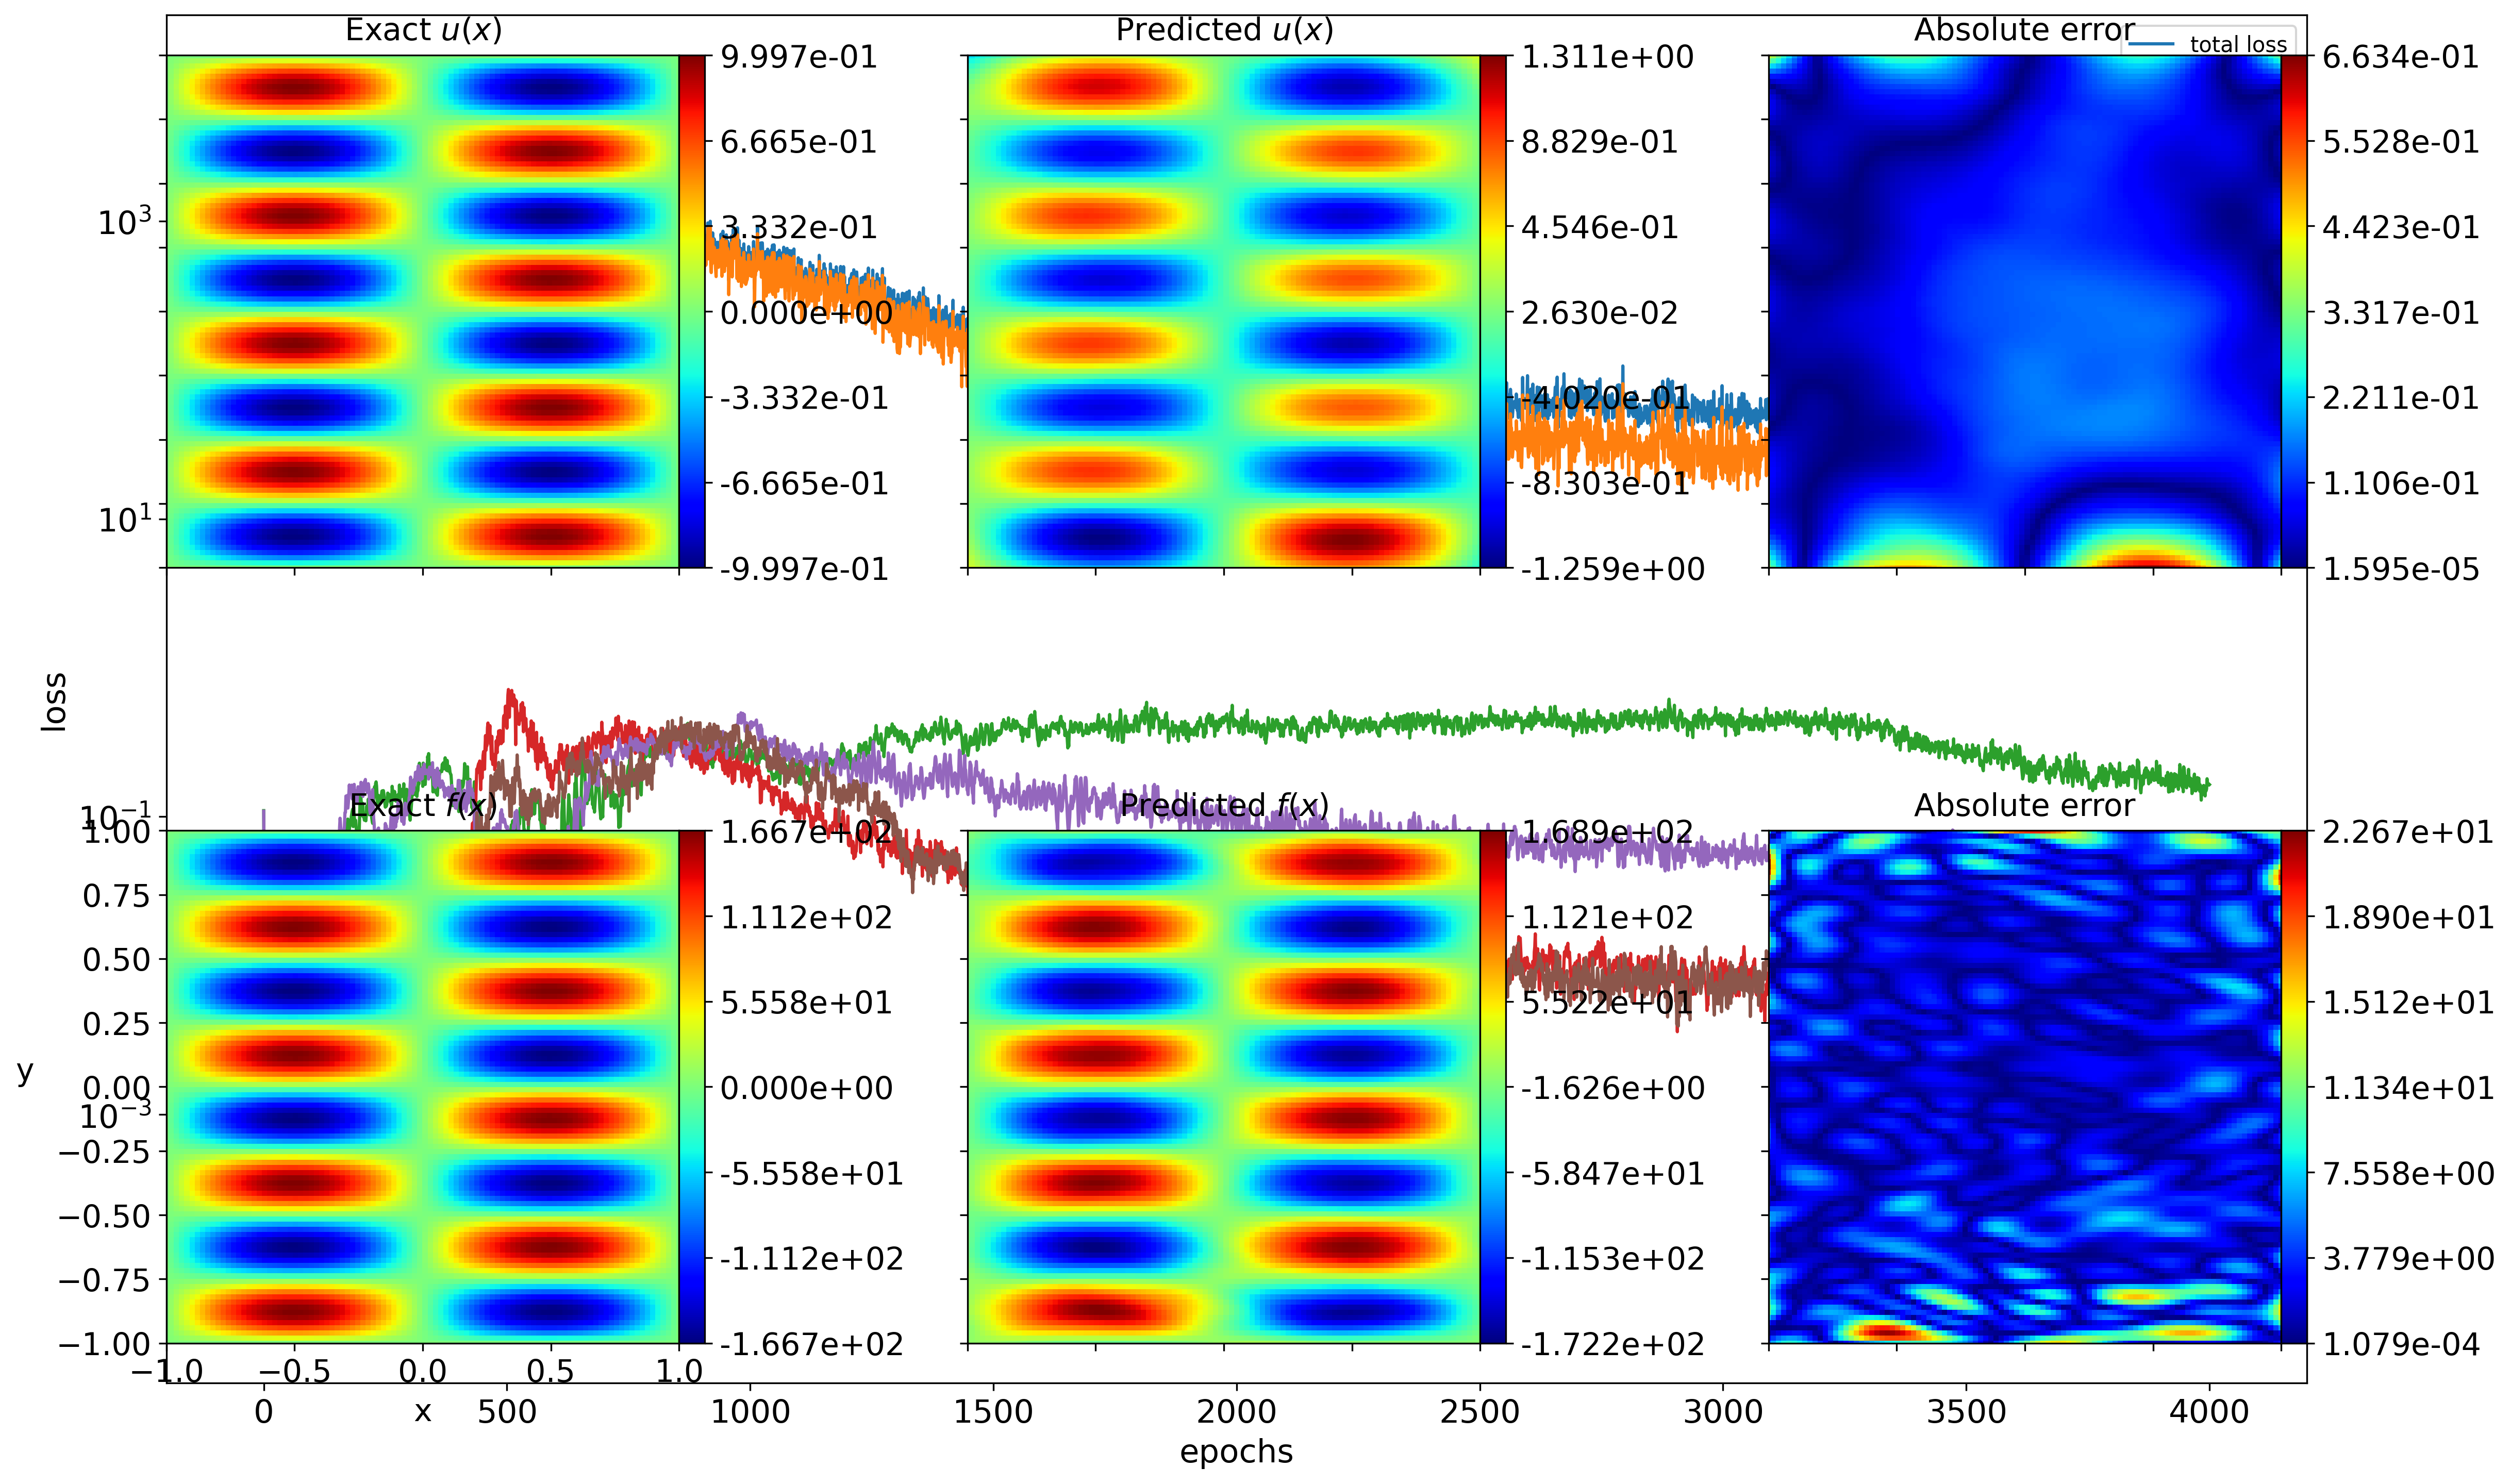 Exact u(x)
Predicted u(x)
Absolute error
total loss
9.997e-01
6.665e-01
3.332e-01
0.000e+00
-3.332e-01
-6.665e-01
-9.997e-01
1.311e+00
8.829e-01
4.546e-01
2.630e-02
-4.020e-01
-8.303e-01
-1.259e+00
6.634e-01
5.528e-01
4.423e-01
3.317e-01
2.211e-01
1.106e-01
1.595e-05
10³
10¹
10⁻¹
10⁻³
loss
Exact f(x)
Predicted f(x)
Absolute error
1.00
0.75
0.50
0.25
0.00
−0.25
−0.50
−0.75
−1.00
y
1.667e+02
1.112e+02
5.558e+01
0.000e+00
-5.558e+01
-1.112e+02
-1.667e+02
1.689e+02
1.121e+02
5.522e+01
-1.626e+00
-5.847e+01
-1.153e+02
-1.722e+02
2.267e+01
1.890e+01
1.512e+01
1.134e+01
7.558e+00
3.779e+00
1.079e-04
−1.0 −0.5 0.0 0.5 1.0
x
0 500 1000 1500 2000 2500 3000 3500 4000
epochs